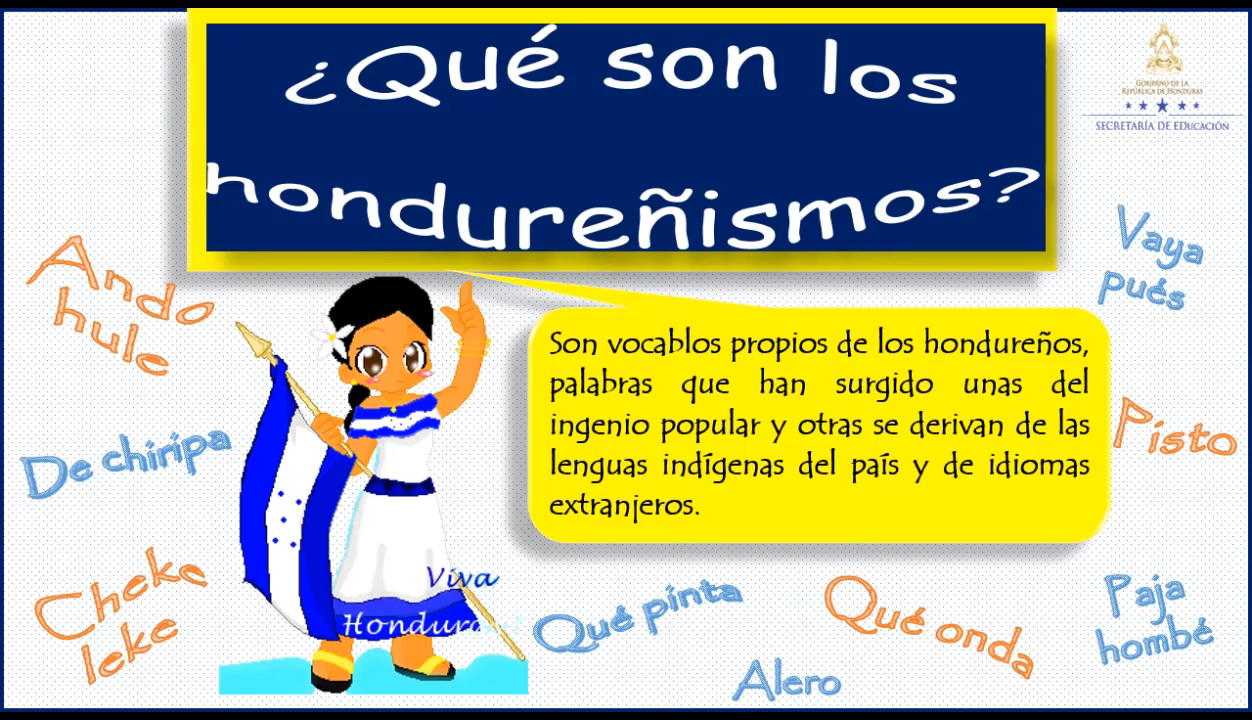 ¿Qué son los
hondureñismos?
GOBIERNO DE LA
REPÚBLICA DE HONDURAS
SECRETARÍA DE EDUCACIÓN
Vaya
pués
Ando
hule
Son vocablos propios de los hondureños,
palabras que han surgido unas del
ingenio popular y otras se derivan de las
lenguas indígenas del país y de idiomas
extranjeros.
Pisto
De chiripa
Cheke
leke
Viva
Honduras!
Qué pinta
Qué onda
Paja
hombé
Alero